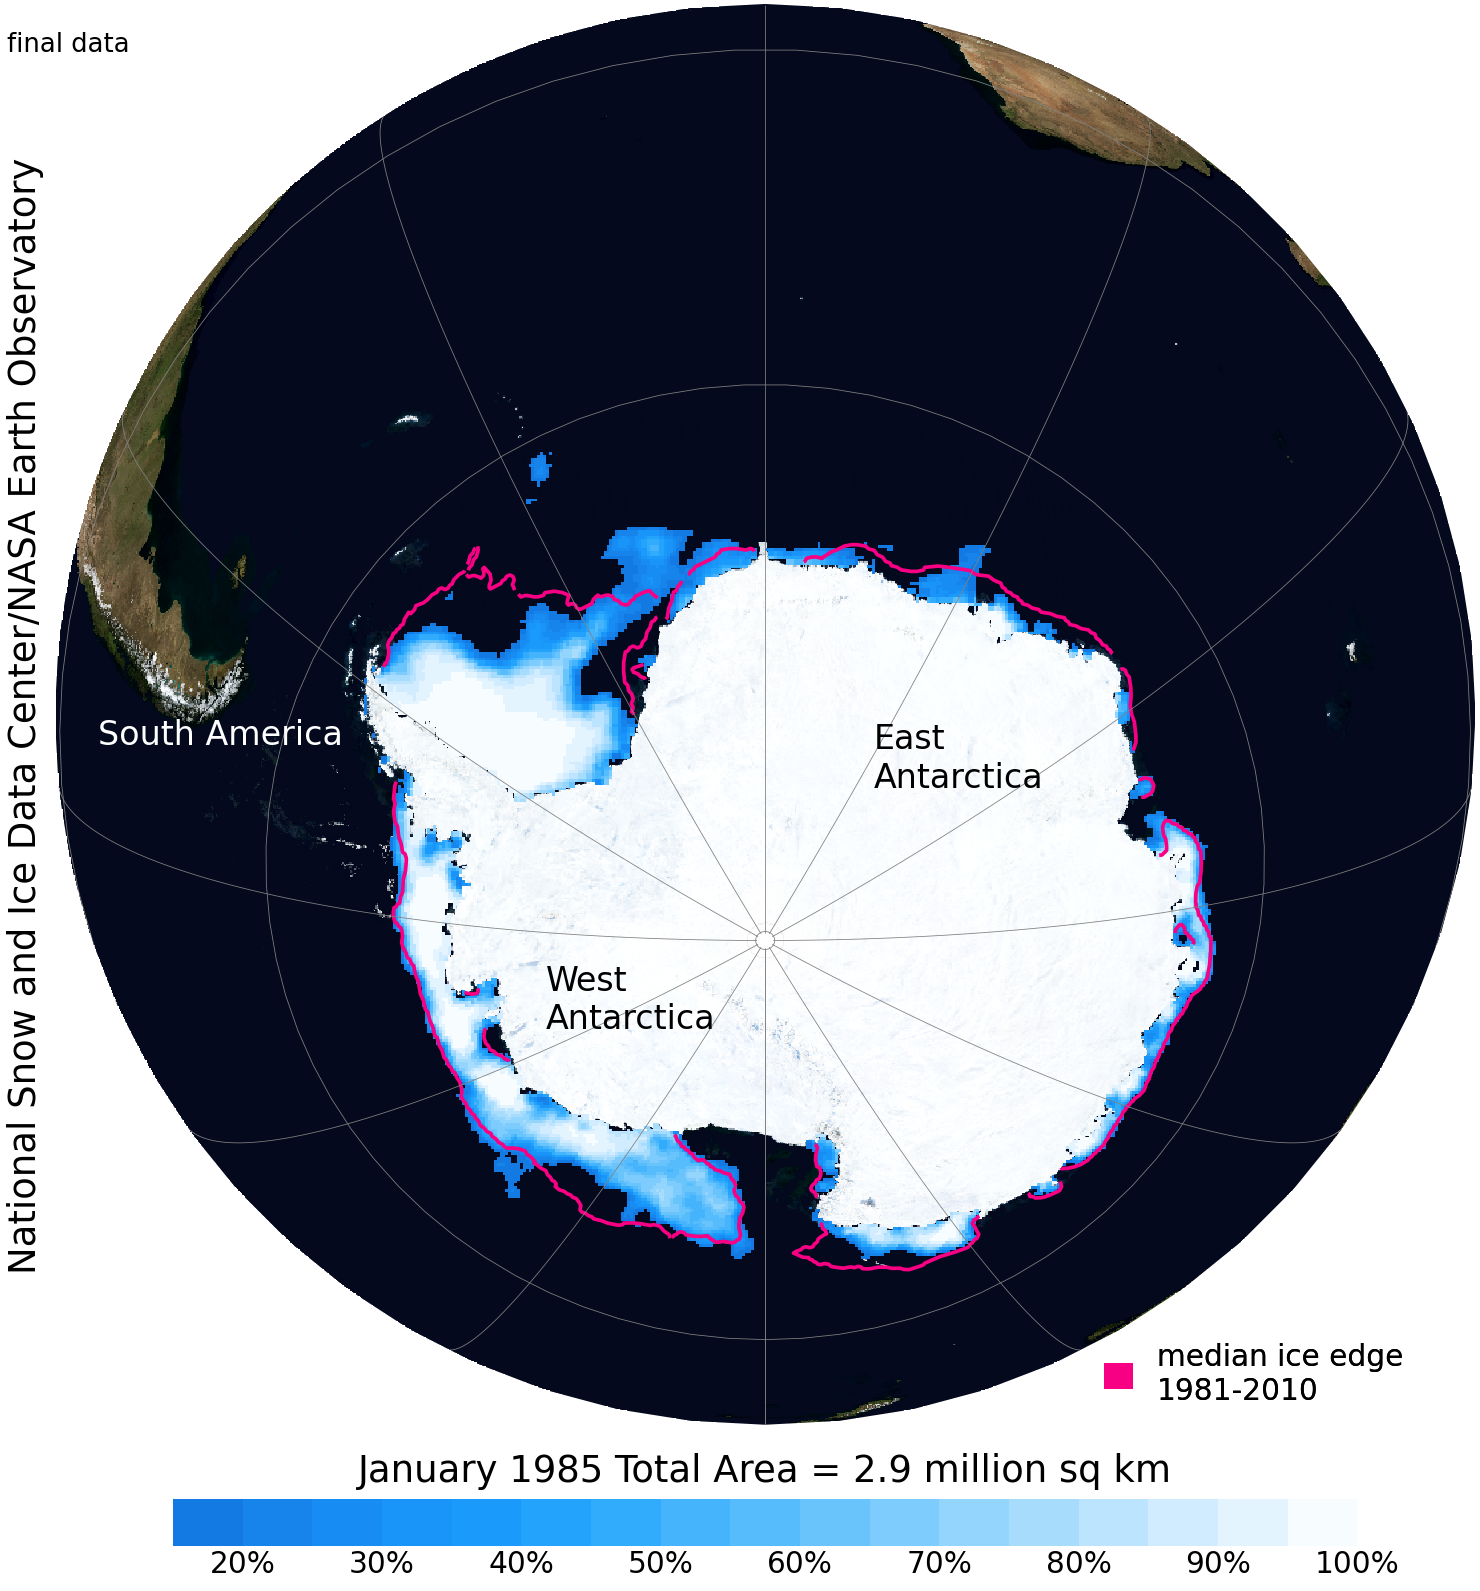 final data
National Snow and Ice Data Center/NASA Earth Observatory
South America
East
Antarctica
West
Antarctica
median ice edge
1981-2010
January 1985 Total Area = 2.9 million sq km
20% 30% 40% 50% 60% 70% 80% 90% 100%